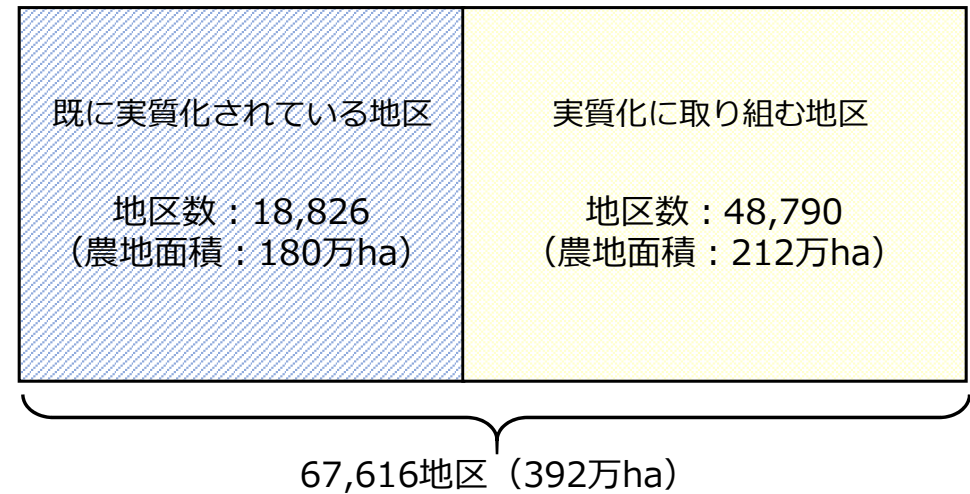 既に実質化されている地区
地区数：18,826
（農地面積：180万ha）
実質化に取り組む地区
地区数：48,790
（農地面積：212万ha）
67,616地区（392万ha）